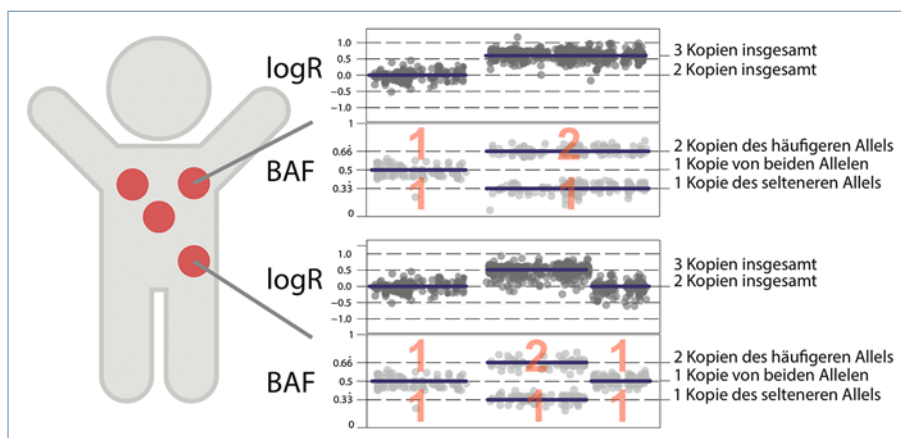 logR
1.0
0.5
0.0
−0.5
−1.0
3 Kopien insgesamt
2 Kopien insgesamt
BAF
1
0.66
0.5
0.33
0
1 2
1 1
2 Kopien des häufigeren Allels
1 Kopie von beiden Allelen
1 Kopie des selteneren Allels
logR
1.0
0.5
0.0
−0.5
−1.0
3 Kopien insgesamt
2 Kopien insgesamt
BAF
1
0.66
0.5
0.33
0
1 2 1
1 1 1
2 Kopien des häufigeren Allels
1 Kopie von beiden Allelen
1 Kopie des selteneren Allels